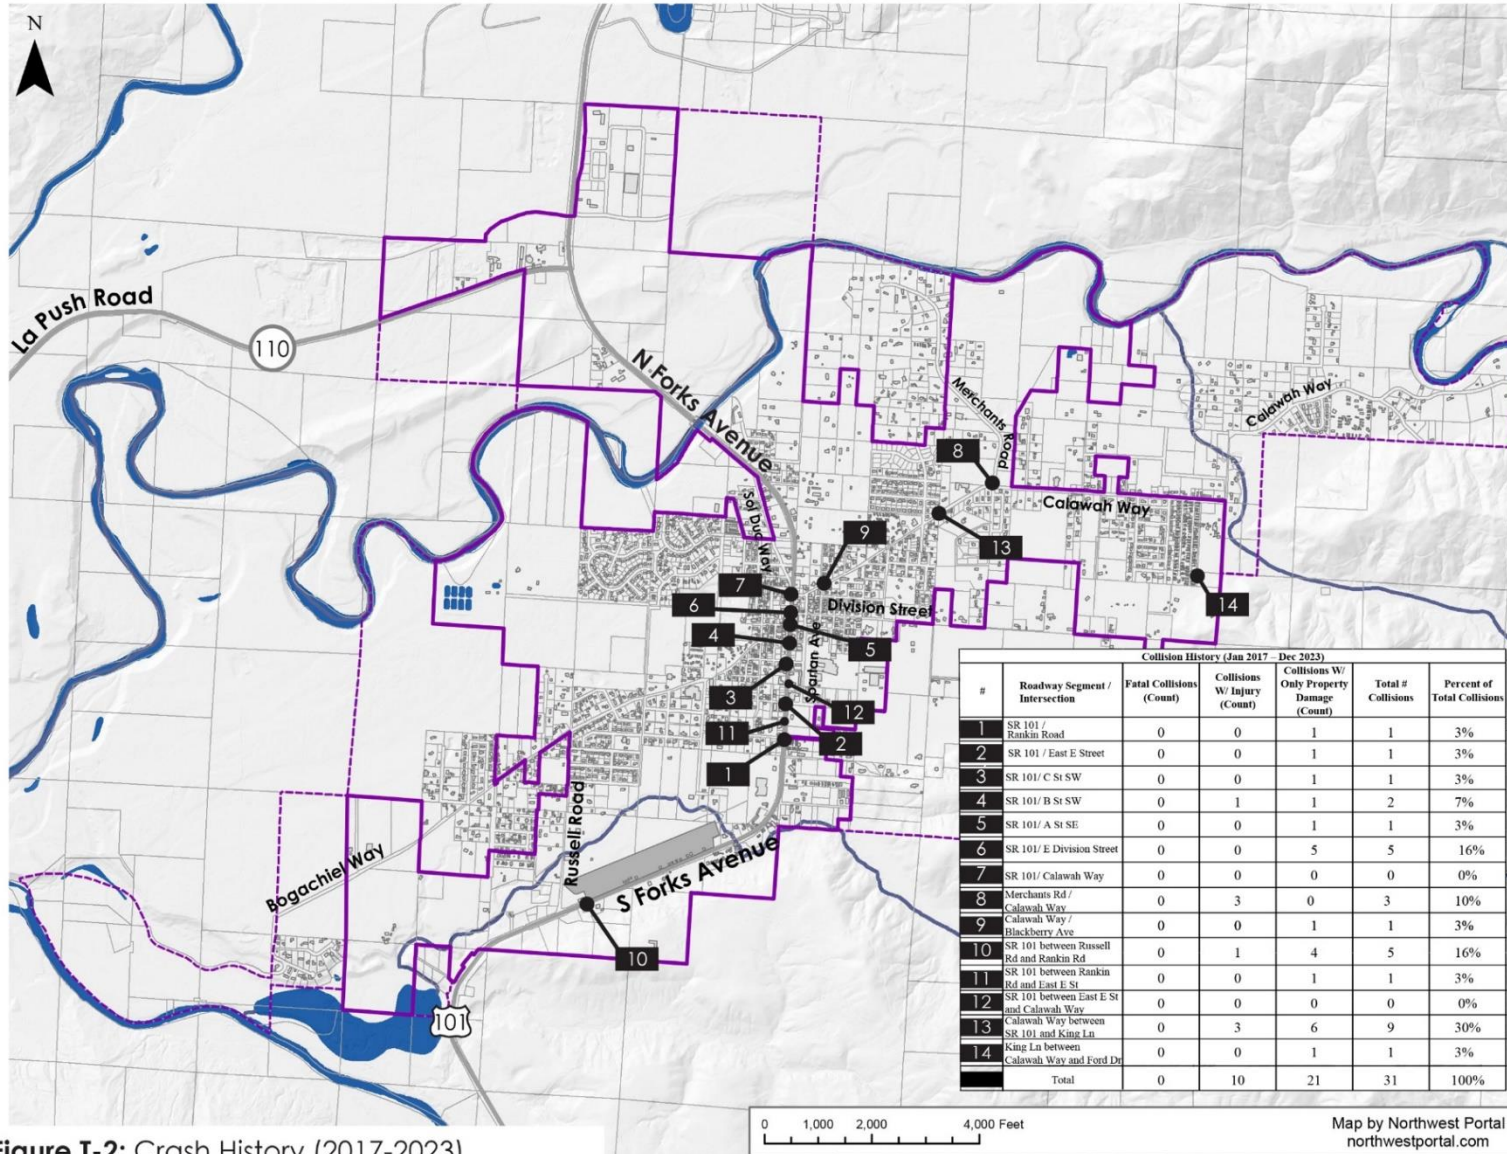 N
La Push Road
110
N Forks Avenue
Merchants Road
Calawah Way
8
Calawah Way
Sol Duc Way
9
13
7
14
6
Division Street
4
5
Spartan Ave
3
12
11
2
1
Russell Road
S Forks Avenue
Bogachiel Way
10
101
Collision History (Jan 2017 – Dec 2023)
# Roadway Segment / Intersection Fatal Collisions (Count) Collisions W/ Injury (Count) Collisions W/ Only Property Damage (Count) Total # Collisions Percent of Total Collisions
1 SR 101 / Rankin Road 0 0 1 1 3%
2 SR 101 / East E Street 0 0 1 1 3%
3 SR 101/ C St SW 0 0 1 1 3%
4 SR 101/ B St SW 0 1 1 2 7%
5 SR 101/ A St SE 0 0 1 1 3%
6 SR 101/ E Division Street 0 0 5 5 16%
7 SR 101/ Calawah Way 0 0 0 0 0%
8 Merchants Rd / Calawah Way 0 3 0 3 10%
9 Calawah Way / Blackberry Ave 0 0 1 1 3%
10 SR 101 between Russell Rd and Rankin Rd 0 1 4 5 16%
11 SR 101 between Rankin Rd and East E St 0 0 1 1 3%
12 SR 101 between East E St and Calawah Way 0 0 0 0 0%
13 Calawah Way between SR 101 and King Ln 0 3 6 9 30%
14 King Ln between Calawah Way and Ford Dr 0 0 1 1 3%
Total 0 10 21 31 100%
0 1,000 2,000 4,000 Feet
Map by Northwest Portal
northwestportal.com
Figure T-2: Crash History (2017-2023)